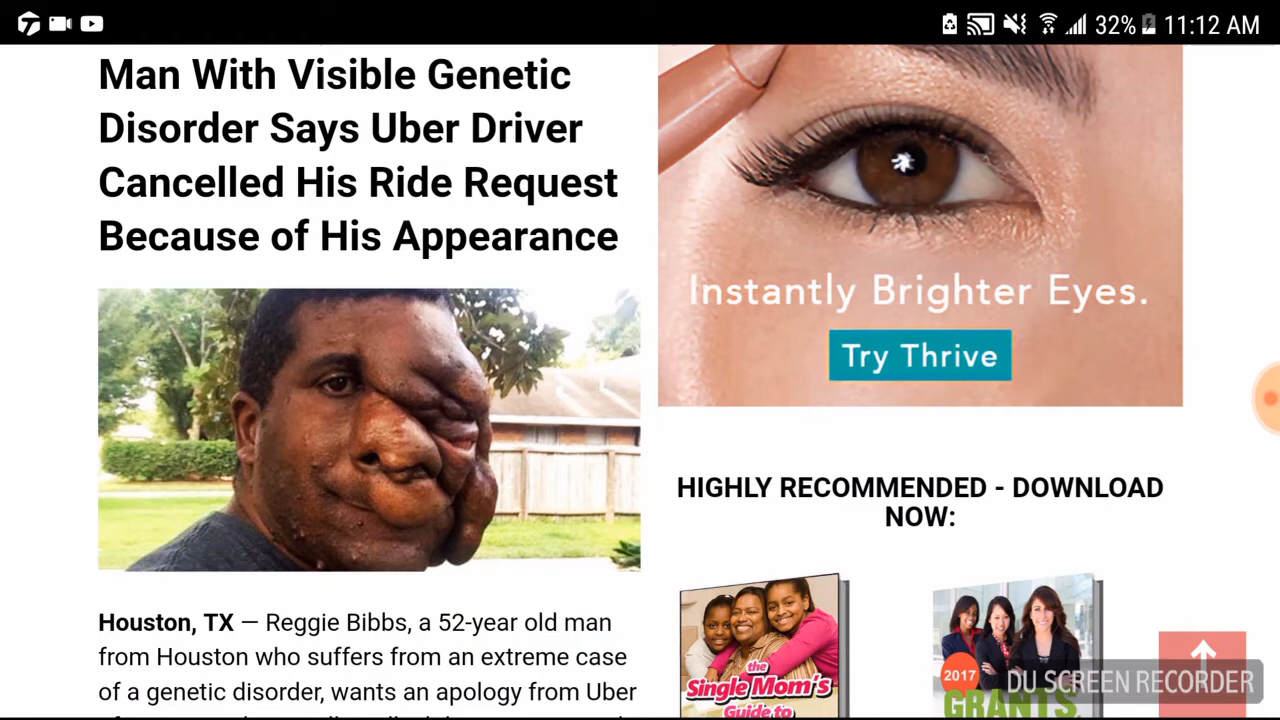 32% 11:12 AM
Man With Visible Genetic
Disorder Says Uber Driver
Cancelled His Ride Request
Because of His Appearance
Houston, TX — Reggie Bibbs, a 52-year old man
from Houston who suffers from an extreme case
of a genetic disorder, wants an apology from Uber
Instantly Brighter Eyes.
Try Thrive
HIGHLY RECOMMENDED - DOWNLOAD
NOW:
the
Single Mom's
Guide to
2017
GRANTS
DU SCREEN RECORDER